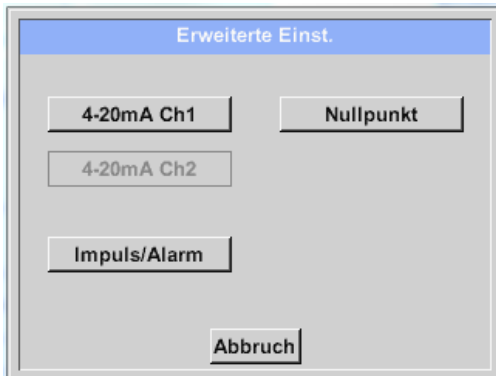 Erweiterte Einst.
4-20mA Ch1
Nullpunkt
4-20mA Ch2
Impuls/Alarm
Abbruch